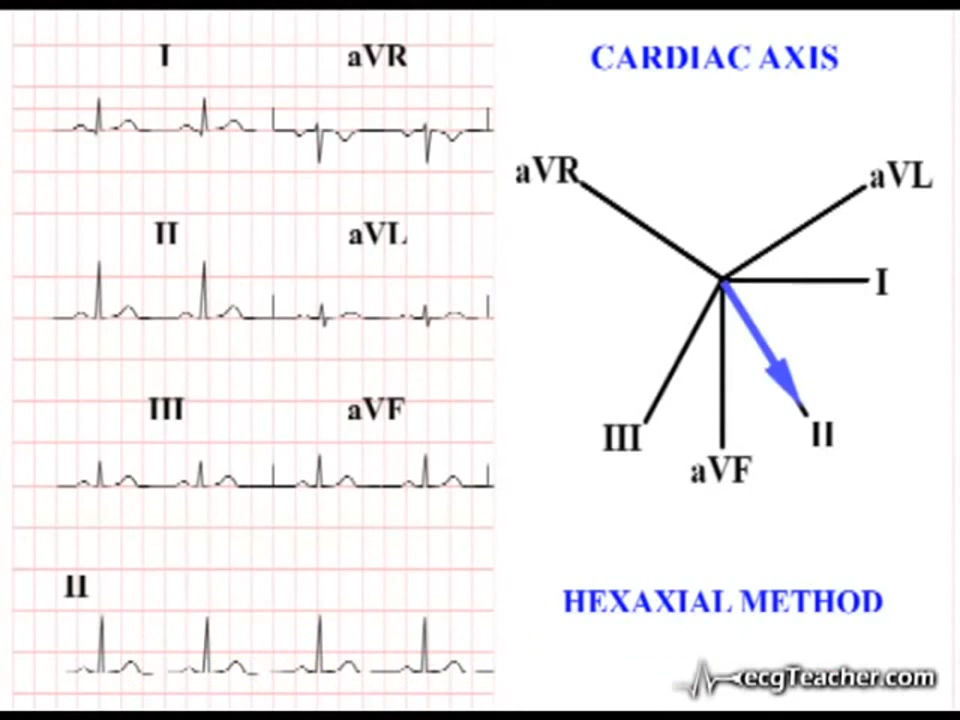 I aVR
II aVL
III aVF
II
CARDIAC AXIS
aVR aVL
I
II
III
aVF
HEXAXIAL METHOD
ecgTeacher.com